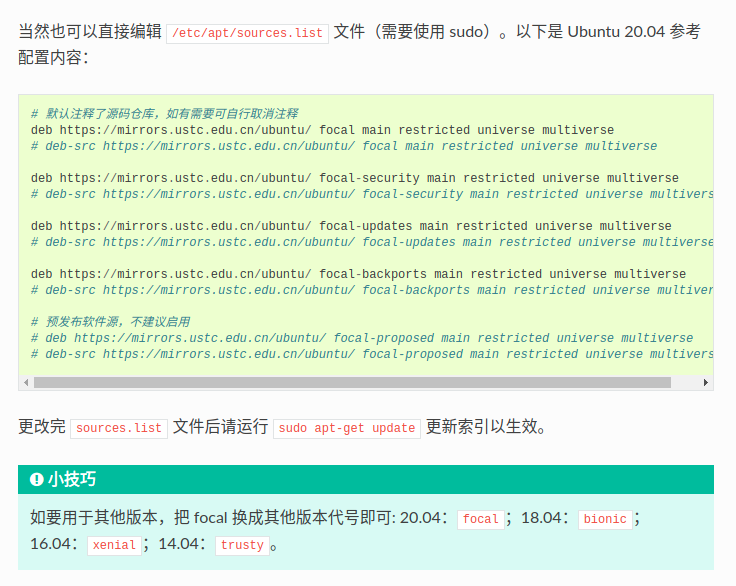 当然也可以直接编辑 /etc/apt/sources.list 文件（需要使用 sudo）。以下是 Ubuntu 20.04 参考
配置内容：
# 默认注释了源码仓库，如有需要可自行取消注释
deb https://mirrors.ustc.edu.cn/ubuntu/ focal main restricted universe multiverse
# deb-src https://mirrors.ustc.edu.cn/ubuntu/ focal main restricted universe multiverse
deb https://mirrors.ustc.edu.cn/ubuntu/ focal-security main restricted universe multiverse
# deb-src https://mirrors.ustc.edu.cn/ubuntu/ focal-security main restricted universe multivers
deb https://mirrors.ustc.edu.cn/ubuntu/ focal-updates main restricted universe multiverse
# deb-src https://mirrors.ustc.edu.cn/ubuntu/ focal-updates main restricted universe multiverse
deb https://mirrors.ustc.edu.cn/ubuntu/ focal-backports main restricted universe multiverse
# deb-src https://mirrors.ustc.edu.cn/ubuntu/ focal-backports main restricted universe multiver
# 预发布软件源，不建议启用
# deb https://mirrors.ustc.edu.cn/ubuntu/ focal-proposed main restricted universe multiverse
# deb-src https://mirrors.ustc.edu.cn/ubuntu/ focal-proposed main restricted universe multivers
更改完 sources.list 文件后请运行 sudo apt-get update 更新索引以生效。
小技巧
如要用于其他版本，把 focal 换成其他版本代号即可: 20.04： focal ；18.04： bionic ；
16.04： xenial ；14.04： trusty 。